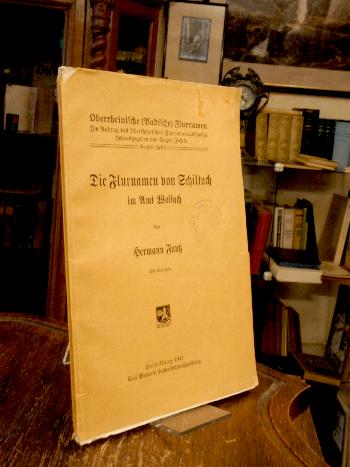 Oberrheinische (Badische) Flurnamen
Im Auftrag des Oberrheinischen Flurnamenausschusses
herausgegeben von Eugen Fehrle
Die Flurnamen von Schiltach
im Amt Wolfach
Von
Hermann Fautz
Heidelberg 1941
Carl Winter's Universitätsbuchhandlung